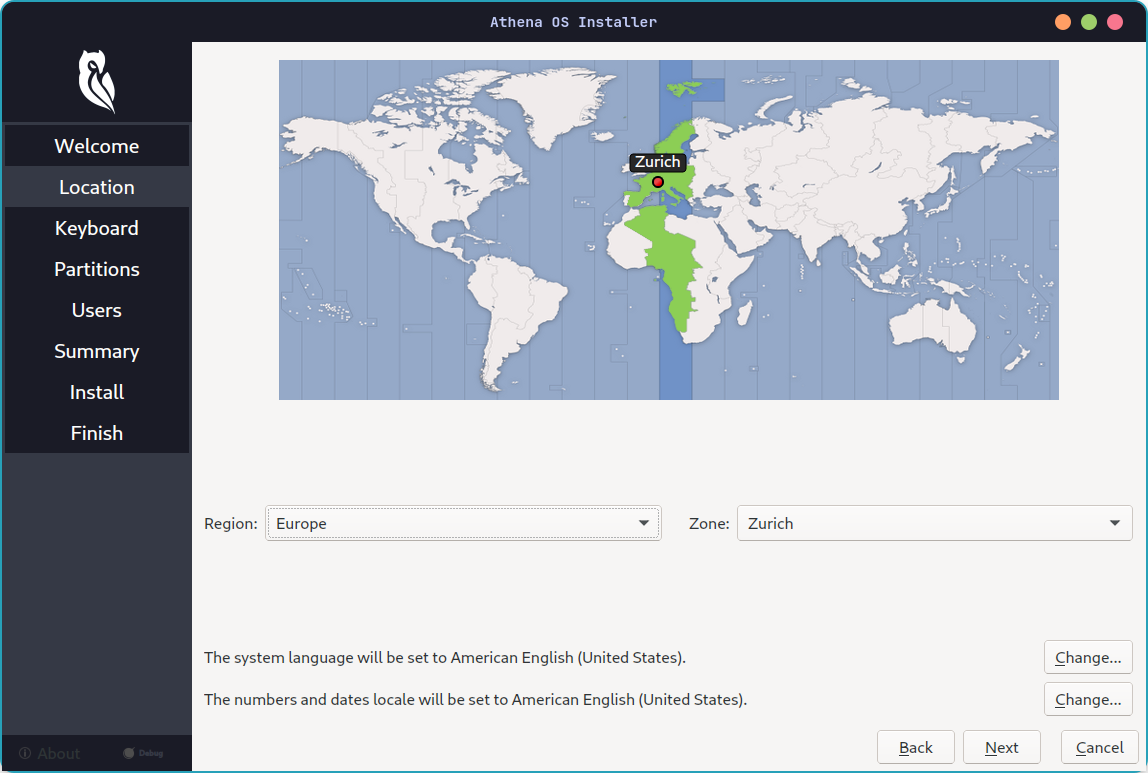 Athena OS Installer
Welcome
Location
Keyboard
Partitions
Users
Summary
Install
Finish
About
Debug
Zurich
Region: Europe
Zone: Zurich
The system language will be set to American English (United States).
Change...
The numbers and dates locale will be set to American English (United States).
Change...
Back
Next
Cancel